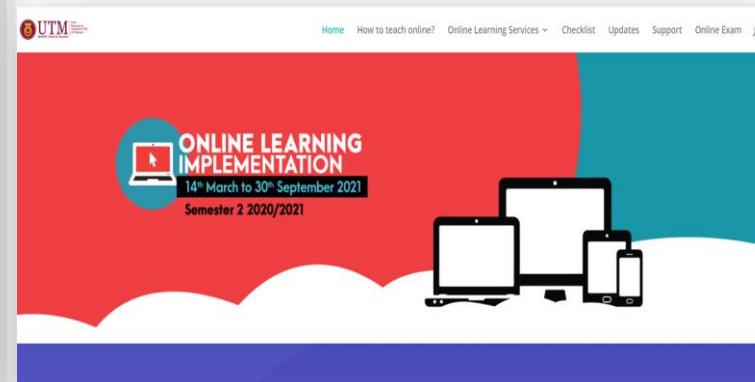 UTM
Home How to teach online? Online Learning Services Checklist Updates Support Online Exam
ONLINE LEARNING
IMPLEMENTATION
14th March to 30th September 2021
Semester 2 2020/2021